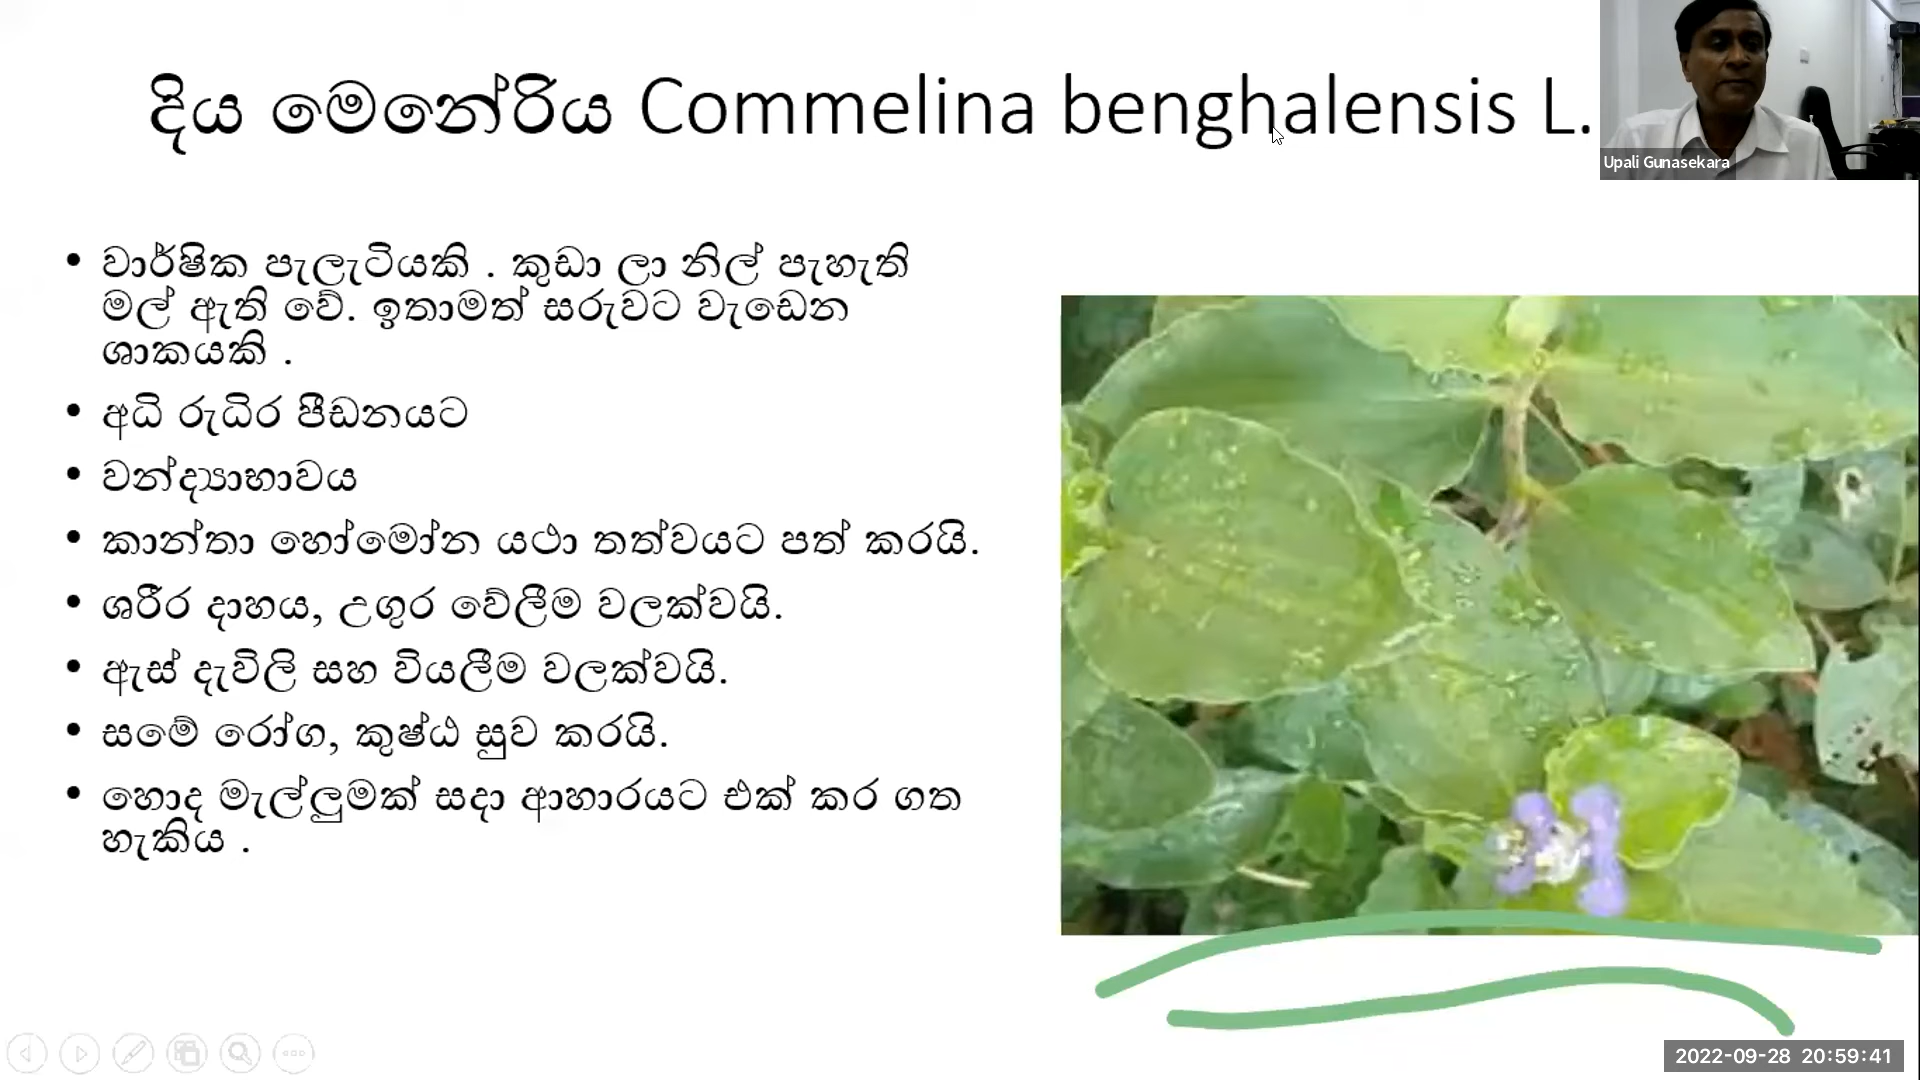 දිය මෙනේරිය Commelina benghalensis L.
Upali Gunasekara
• වාර්ෂික පැලැටියකි . කුඩා ලා නිල් පැහැති
මල් ඇති වේ. ඉතාමත් සරුවට වැඩෙන
ශාකයකි .
• අධි රුධිර පීඩනයට
• වන්ද්‍යාභාවය
• කාන්තා හෝමෝන යථා තත්වයට පත් කරයි.
• ශරීර දාහය, උගුර වේලීම වලක්වයි.
• ඇස් දැවිලි සහ වියලීම වලක්වයි.
• සමේ රෝග, කුෂ්ඨ සුව කරයි.
• හොද මැල්ලුමක් සදා ආහාරයට එක් කර ගත
හැකිය .
2022-09-28 20:59:41